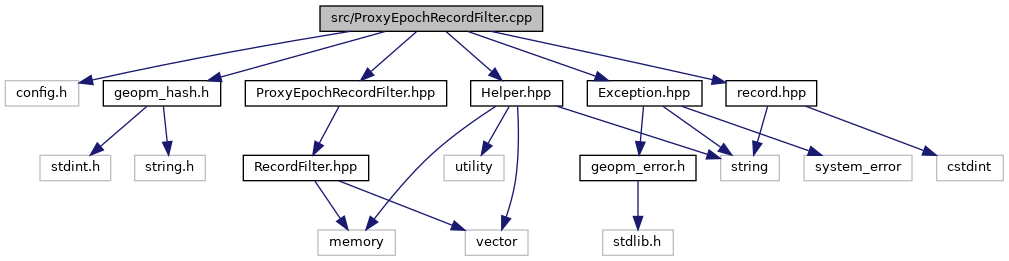 src/ProxyEpochRecordFilter.cpp
config.h
geopm_hash.h
ProxyEpochRecordFilter.hpp
Helper.hpp
Exception.hpp
record.hpp
stdint.h
string.h
RecordFilter.hpp
utility
geopm_error.h
string
system_error
cstdint
memory
vector
stdlib.h